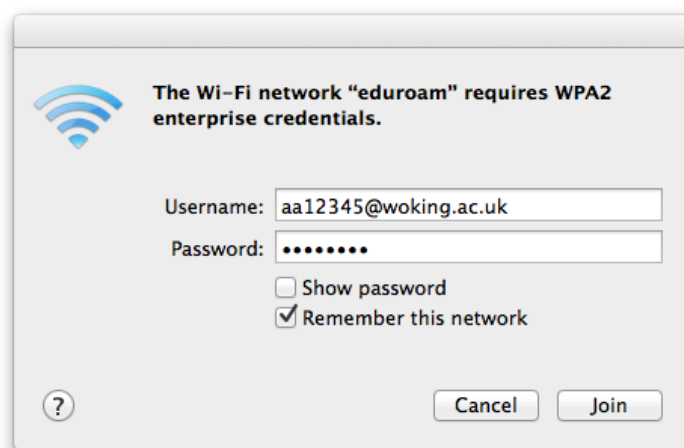 The Wi-Fi network “eduroam” requires WPA2
enterprise credentials.
Username: aa12345@woking.ac.uk
Password: ••••••••
Show password
Remember this network
? Cancel Join